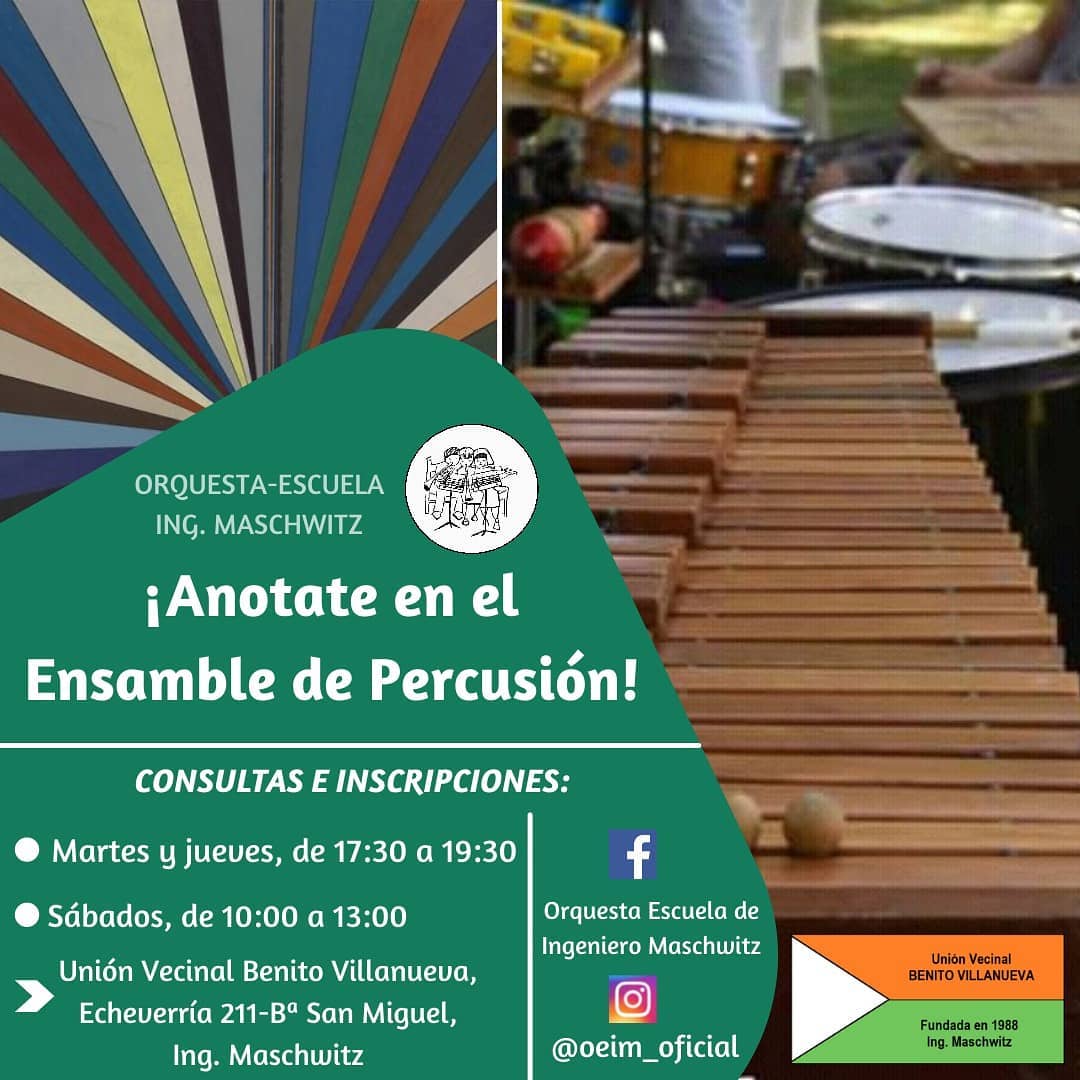 ORQUESTA-ESCUELA
ING. MASCHWITZ
¡Anotate en el
Ensamble de Percusión!
CONSULTAS E INSCRIPCIONES:
Martes y jueves, de 17:30 a 19:30
Sábados, de 10:00 a 13:00
Unión Vecinal Benito Villanueva,
Echeverría 211-Bª San Miguel,
Ing. Maschwitz
Orquesta Escuela de
Ingeniero Maschwitz
@oeim_oficial
Unión Vecinal
BENITO VILLANUEVA
Fundada en 1988
Ing. Maschwitz